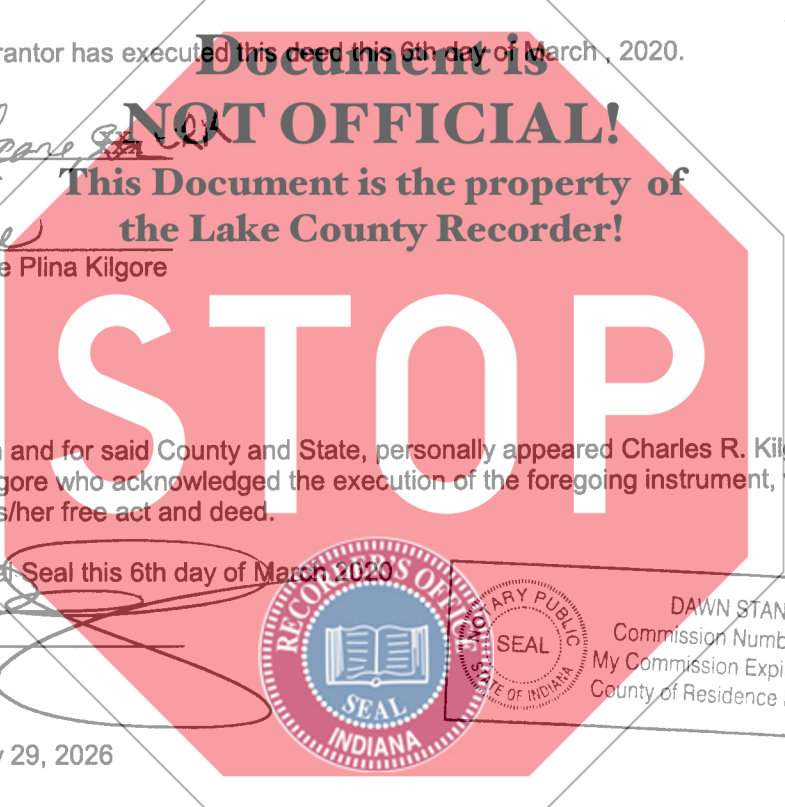 rantor has executed this deed this 6th day of March , 2020.
Document is
NOT OFFICIAL!
This Document is the property of
the Lake County Recorder!
e Plina Kilgore
STOP
n and for said County and State, personally appeared Charles R. Kilg
gore who acknowledged the execution of the foregoing instrument,
s/her free act and deed.
Seal this 6th day of March 2020
RECORDER'S OFFICE
SEAL
INDIANA
NOTARY PUBLIC
SEAL
STATE OF INDIANA
DAWN STAN
Commission Numb
My Commission Expi
County of Residence
29, 2026